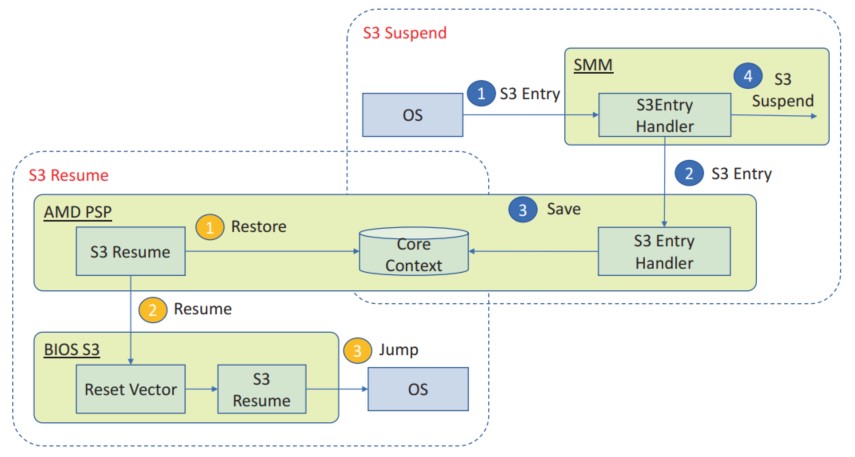 S3 Suspend
SMM
1 S3 Entry
4 S3
Suspend
OS
S3Entry
Handler
2 S3 Entry
S3 Resume
AMD PSP
3 Save
1 Restore
S3 Resume
Core
Context
S3 Entry
Handler
2 Resume
BIOS S3
3 Jump
Reset Vector
S3
Resume
OS